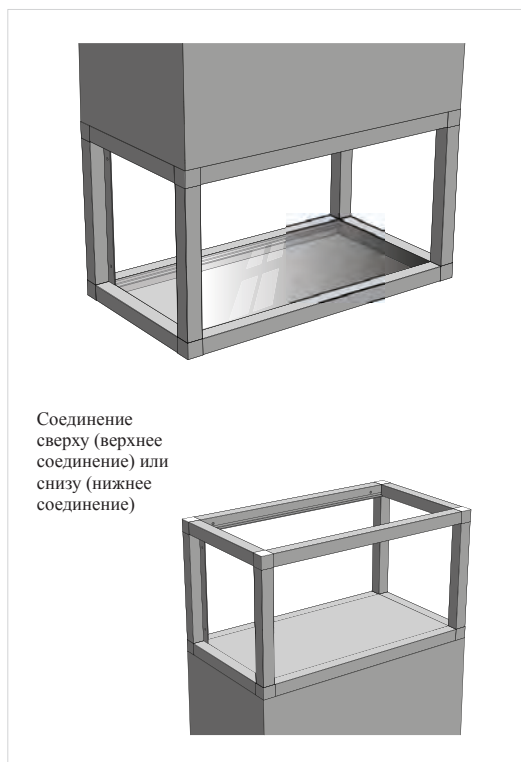 Соединение
сверху (верхнее
соединение) или
снизу (нижнее
соединение)